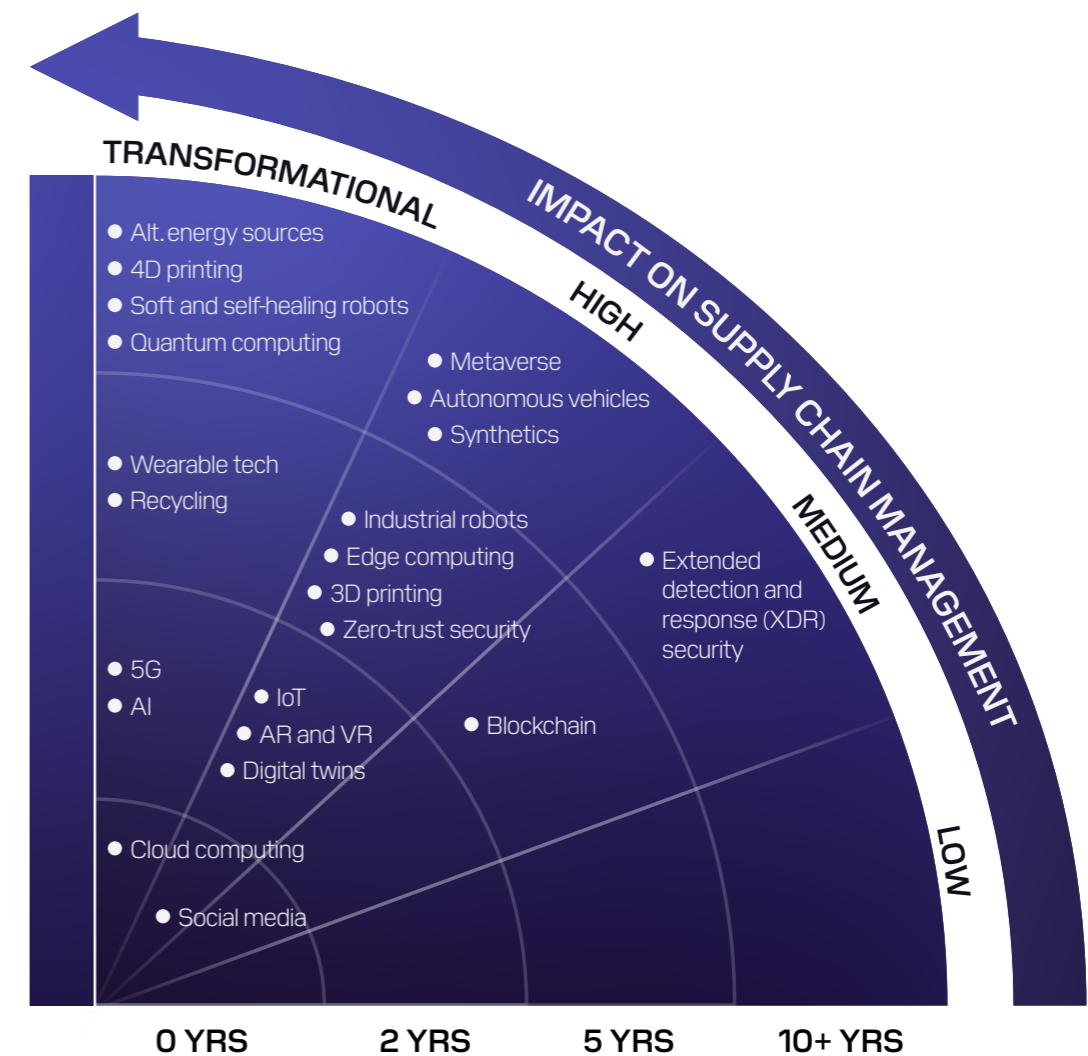 TRANSFORMATIONAL
HIGH
MEDIUM
LOW
IMPACT ON SUPPLY CHAIN MANAGEMENT
Alt. energy sources
4D printing
Soft and self-healing robots
Quantum computing
Metaverse
Autonomous vehicles
Synthetics
Wearable tech
Recycling
Industrial robots
Edge computing
3D printing
Zero-trust security
Extended
detection and
response (XDR)
security
5G
AI
IoT
AR and VR
Digital twins
Blockchain
Cloud computing
Social media
0 YRS
2 YRS
5 YRS
10+ YRS